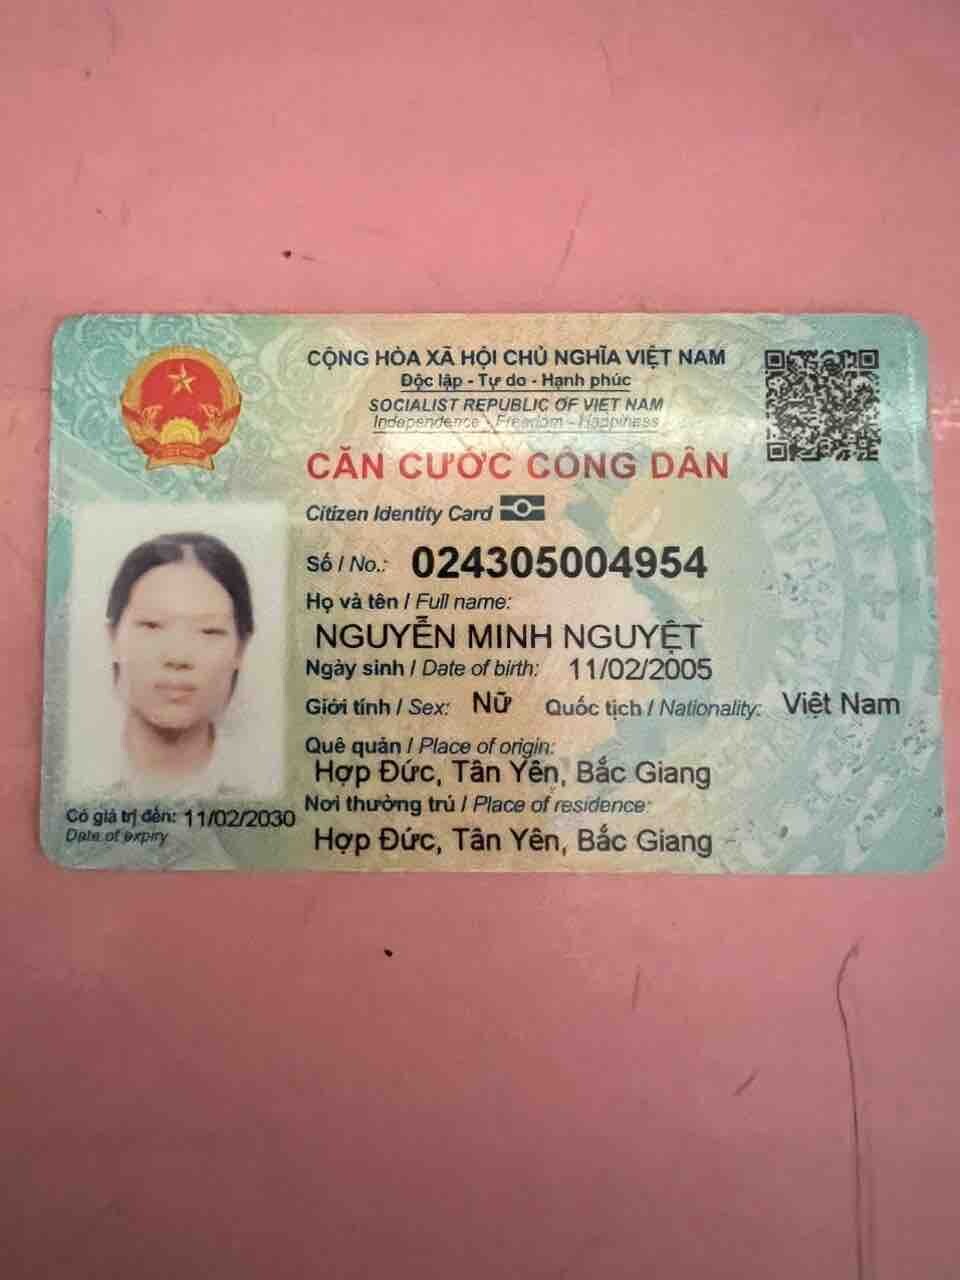 CỘNG HÒA XÃ HỘI CHỦ NGHĨA VIỆT NAM
Độc lập - Tự do - Hạnh phúc
SOCIALIST REPUBLIC OF VIET NAM
Independence - Freedom - Happiness
CĂN CƯỚC CÔNG DÂN
Citizen Identity Card
Số / No.: 024305004954
Họ và tên / Full name:
NGUYỄN MINH NGUYỆT
Ngày sinh / Date of birth: 11/02/2005
Giới tính / Sex: Nữ Quốc tịch / Nationality: Việt Nam
Quê quán / Place of origin:
Hợp Đức, Tân Yên, Bắc Giang
Nơi thường trú / Place of residence:
Hợp Đức, Tân Yên, Bắc Giang
Có giá trị đến: 11/02/2030
Date of expiry